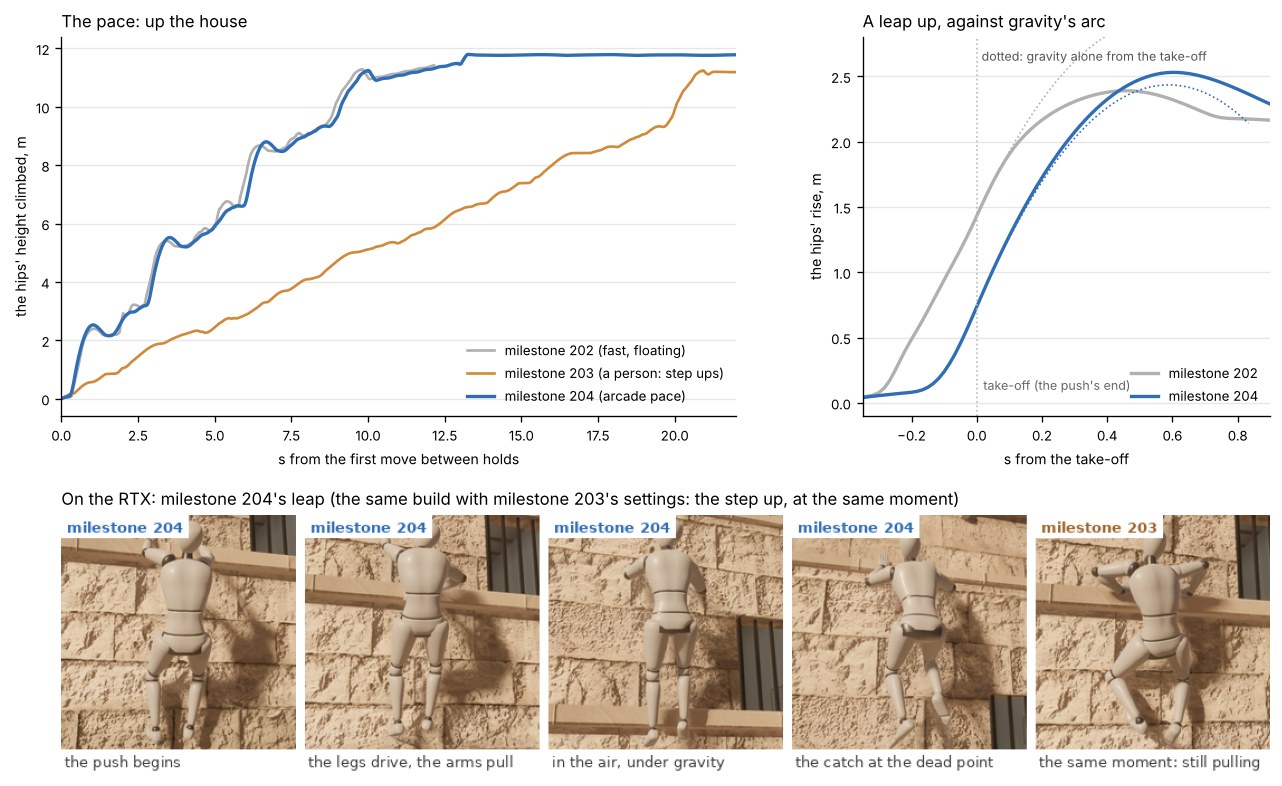 The pace: up the house
the hips' height climbed, m
12
10
8
6
4
2
0
milestone 202 (fast, floating)
milestone 203 (a person: step ups)
milestone 204 (arcade pace)
0.0 2.5 5.0 7.5 10.0 12.5 15.0 17.5 20.0
s from the first move between holds
A leap up, against gravity's arc
dotted: gravity alone from the take-off
the hips' rise, m
2.5
2.0
1.5
1.0
0.5
0.0
take-off (the push's end)
milestone 202
milestone 204
−0.2 0.0 0.2 0.4 0.6 0.8
s from the take-off
On the RTX: milestone 204's leap (the same build with milestone 203's settings: the step up, at the same moment)
milestone 204
milestone 204
milestone 204
milestone 204
milestone 203
the push begins
the legs drive, the arms pull
in the air, under gravity
the catch at the dead point
the same moment: still pulling